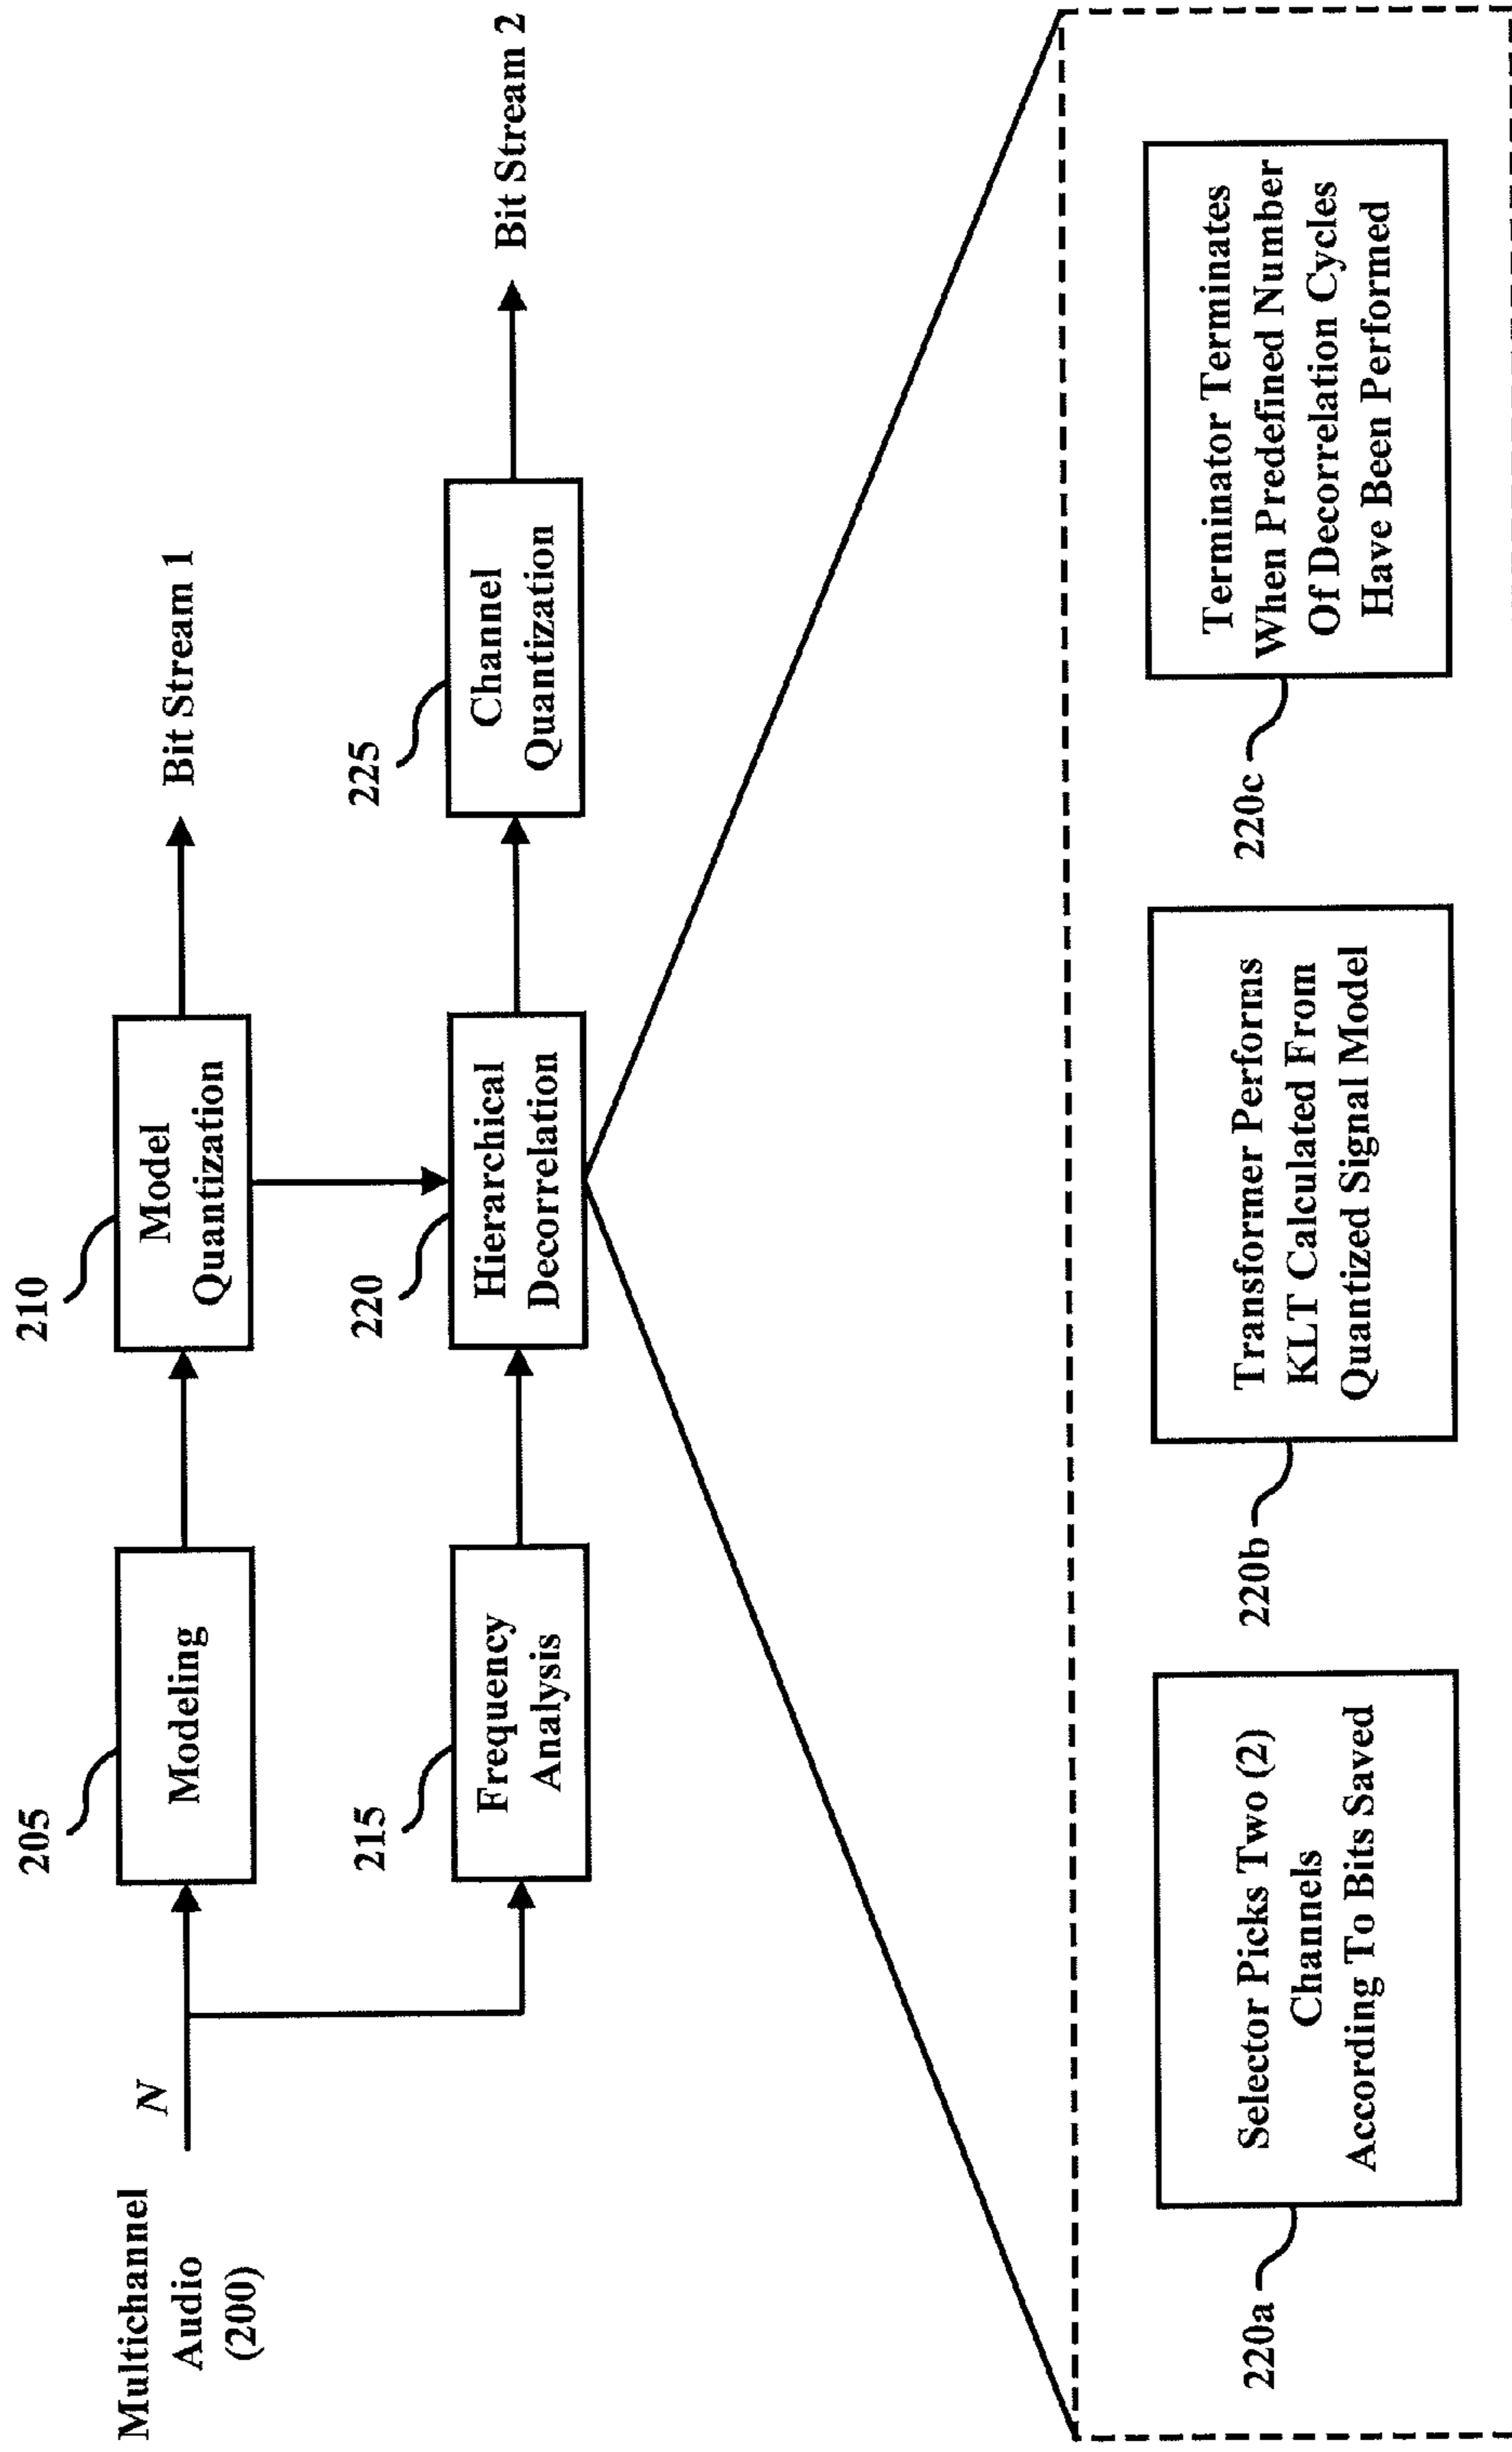 Multichannel
Audio
(200)
N
205
Modeling
210
Model
Quantization
Bit Stream 1
215
Frequency
Analysis
220
Hierarchical
Decorrelation
225
Channel
Quantization
Bit Stream 2
220a
Selector Picks Two (2)
Channels
According To Bits Saved
220b
Transformer Performs
KLT Calculated From
Quantized Signal Model
220c
Terminator Terminates
When Predefined Number
Of Decorrelation Cycles
Have Been Performed